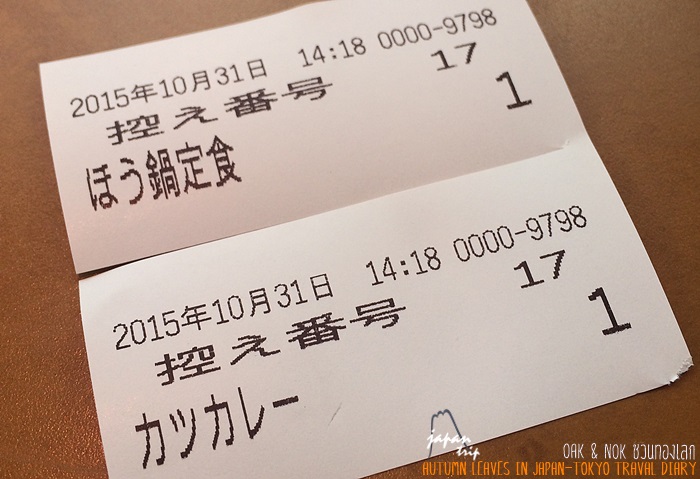 2015年10月31日 14:18 0000-9798
控え番号 17
ほう鍋定食 1
2015年10月31日 14:18 0000-9798
控え番号 17
カツカレー 1
japan
trip
OAK & NOK ชวนท่องโลก
AUTUMN LEAVES IN JAPAN-TOKYO TRAVAL DIARY